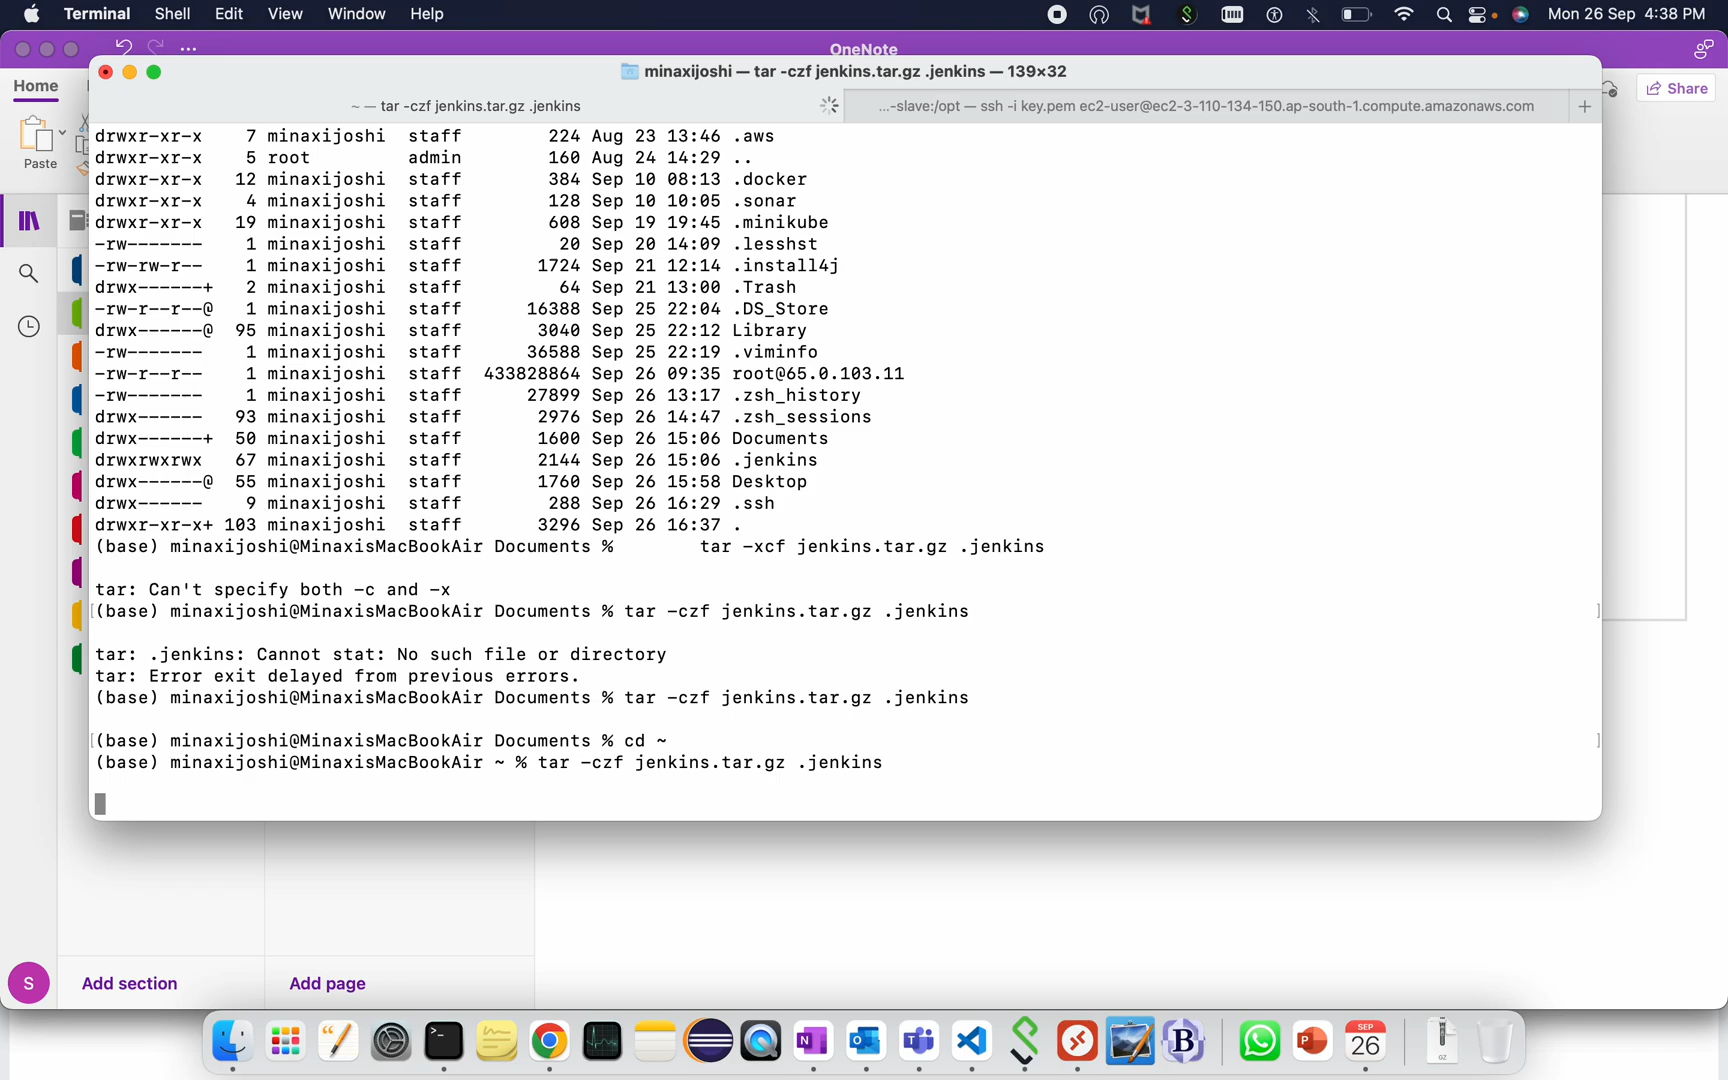 Terminal Shell Edit View Window Help Mon 26 Sep 4:38 PM
OneNote
minaxijoshi — tar -czf jenkins.tar.gz .jenkins — 139×32
Home Share
~ — tar -czf jenkins.tar.gz .jenkins ...-slave:/opt — ssh -i key.pem ec2-user@ec2-3-110-134-150.ap-south-1.compute.amazonaws.com
Paste
drwxr-xr-x 7 minaxijoshi staff 224 Aug 23 13:46 .aws
drwxr-xr-x 5 root admin 160 Aug 24 14:29 ..
drwxr-xr-x 12 minaxijoshi staff 384 Sep 10 08:13 .docker
drwxr-xr-x 4 minaxijoshi staff 128 Sep 10 10:05 .sonar
drwxr-xr-x 19 minaxijoshi staff 608 Sep 19 19:45 .minikube
-rw------- 1 minaxijoshi staff 20 Sep 20 14:09 .lesshst
-rw-rw-r-- 1 minaxijoshi staff 1724 Sep 21 12:14 .install4j
drwx------+ 2 minaxijoshi staff 64 Sep 21 13:00 .Trash
-rw-r--r--@ 1 minaxijoshi staff 16388 Sep 25 22:04 .DS_Store
drwx------@ 95 minaxijoshi staff 3040 Sep 25 22:12 Library
-rw------- 1 minaxijoshi staff 36588 Sep 25 22:19 .viminfo
-rw-r--r-- 1 minaxijoshi staff 433828864 Sep 26 09:35 root@65.0.103.11
-rw------- 1 minaxijoshi staff 27899 Sep 26 13:17 .zsh_history
drwx------ 93 minaxijoshi staff 2976 Sep 26 14:47 .zsh_sessions
drwx------+ 50 minaxijoshi staff 1600 Sep 26 15:06 Documents
drwxrwxrwx 67 minaxijoshi staff 2144 Sep 26 15:06 .jenkins
drwx------@ 55 minaxijoshi staff 1760 Sep 26 15:58 Desktop
drwx------ 9 minaxijoshi staff 288 Sep 26 16:29 .ssh
drwxr-xr-x+ 103 minaxijoshi staff 3296 Sep 26 16:37 .
(base) minaxijoshi@MinaxisMacBookAir Documents % tar -xcf jenkins.tar.gz .jenkins
tar: Can't specify both -c and -x
[(base) minaxijoshi@MinaxisMacBookAir Documents % tar -czf jenkins.tar.gz .jenkins ]
tar: .jenkins: Cannot stat: No such file or directory
tar: Error exit delayed from previous errors.
(base) minaxijoshi@MinaxisMacBookAir Documents % tar -czf jenkins.tar.gz .jenkins
[(base) minaxijoshi@MinaxisMacBookAir Documents % cd ~ ]
(base) minaxijoshi@MinaxisMacBookAir ~ % tar -czf jenkins.tar.gz .jenkins
S Add section Add page
SEP
26
GZ